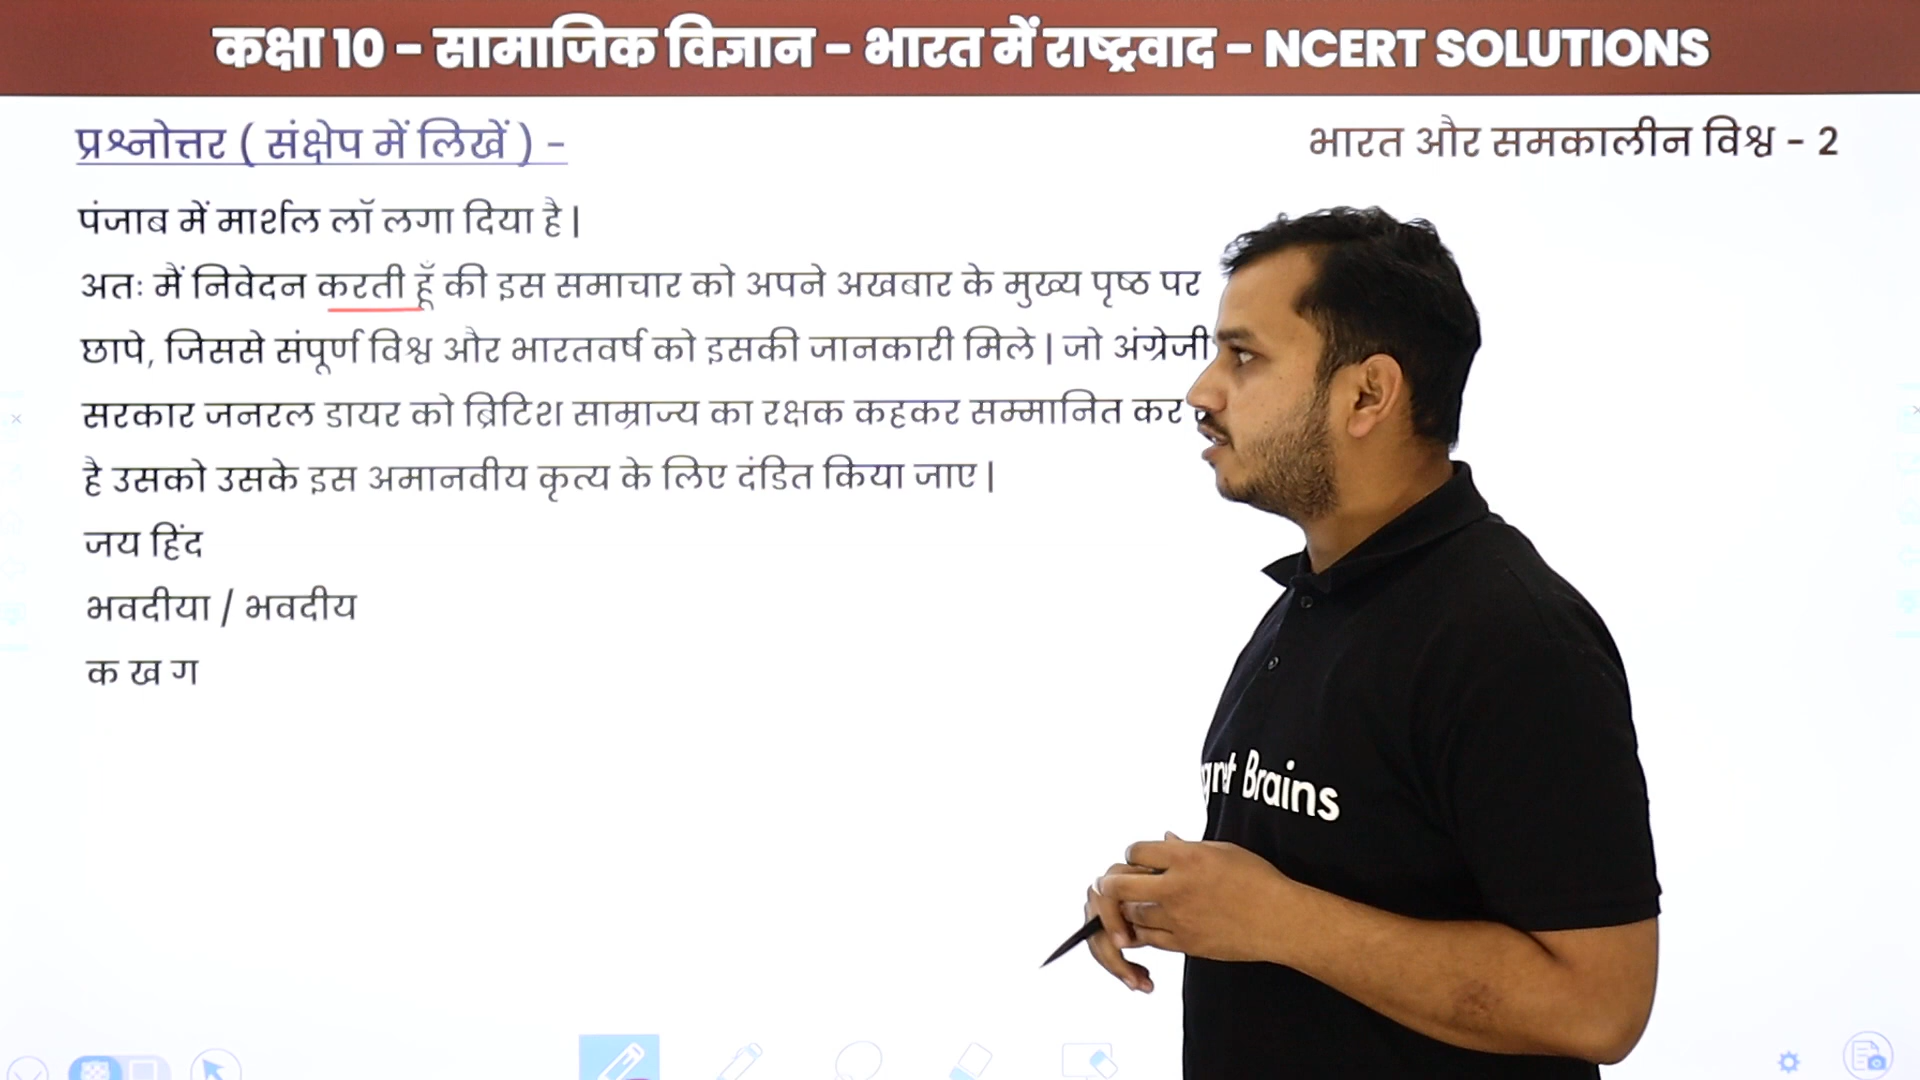 कक्षा 10 - सामाजिक विज्ञान - भारत में राष्ट्रवाद - NCERT SOLUTIONS
प्रश्नोत्तर ( संक्षेप में लिखें ) -
भारत और समकालीन विश्व - 2
पंजाब में मार्शल लॉ लगा दिया है |
अतः में निवेदन करती हूँ की इस समाचार को अपने अखबार के मुख्य पृष्ठ पर
छापे, जिससे संपूर्ण विश्व और भारतवर्ष को इसकी जानकारी मिले | जो अंग्रेजी
सरकार जनरल डायर को ब्रिटिश साम्राज्य का रक्षक कहकर सम्मानित कर
है उसको उसके इस अमानवीय कृत्य के लिए दंडित किया जाए |
जय हिंद
भवदीया / भवदीय
क ख ग
Brains